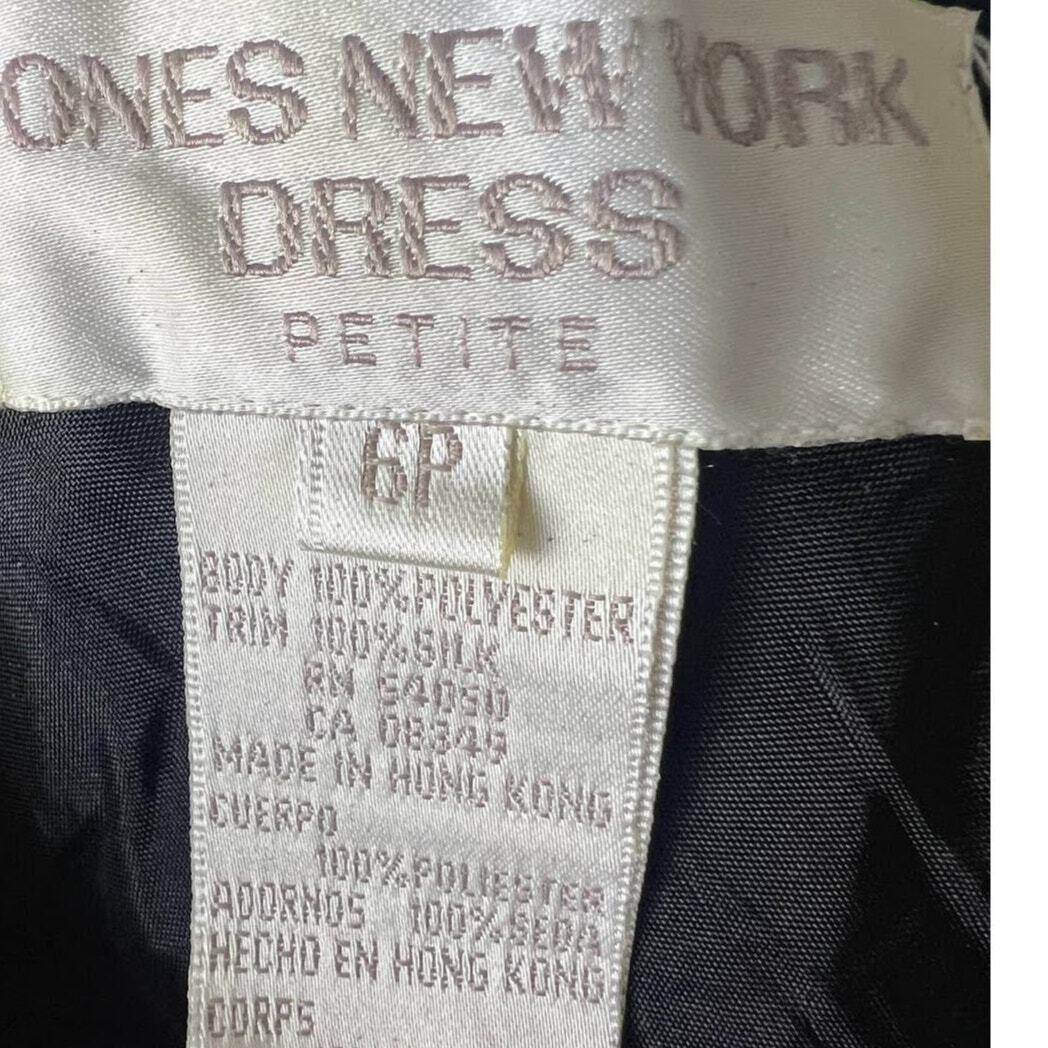 ONES NEW YORK
DRESS
PETITE
6P
BODY 100% POLYESTER
TRIM 100% SILK
RN 54050
CA 08349
MADE IN HONG KONG
CUERPO
100% POLIESTER
ADORNOS 100% SEDA
HECHO EN HONG KONG
CORPS